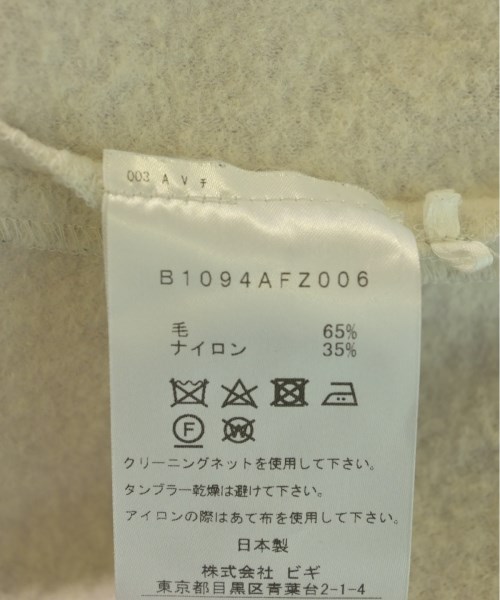 003 A V チ
B1094AFZ006
毛 65%
ナイロン 35%
F W
クリーニングネットを使用して下さい。
タンブラー乾燥は避けて下さい。
アイロンの際はあて布を使用して下さい。
日本製
株式会社 ビギ
東京都目黒区青葉台2-1-4